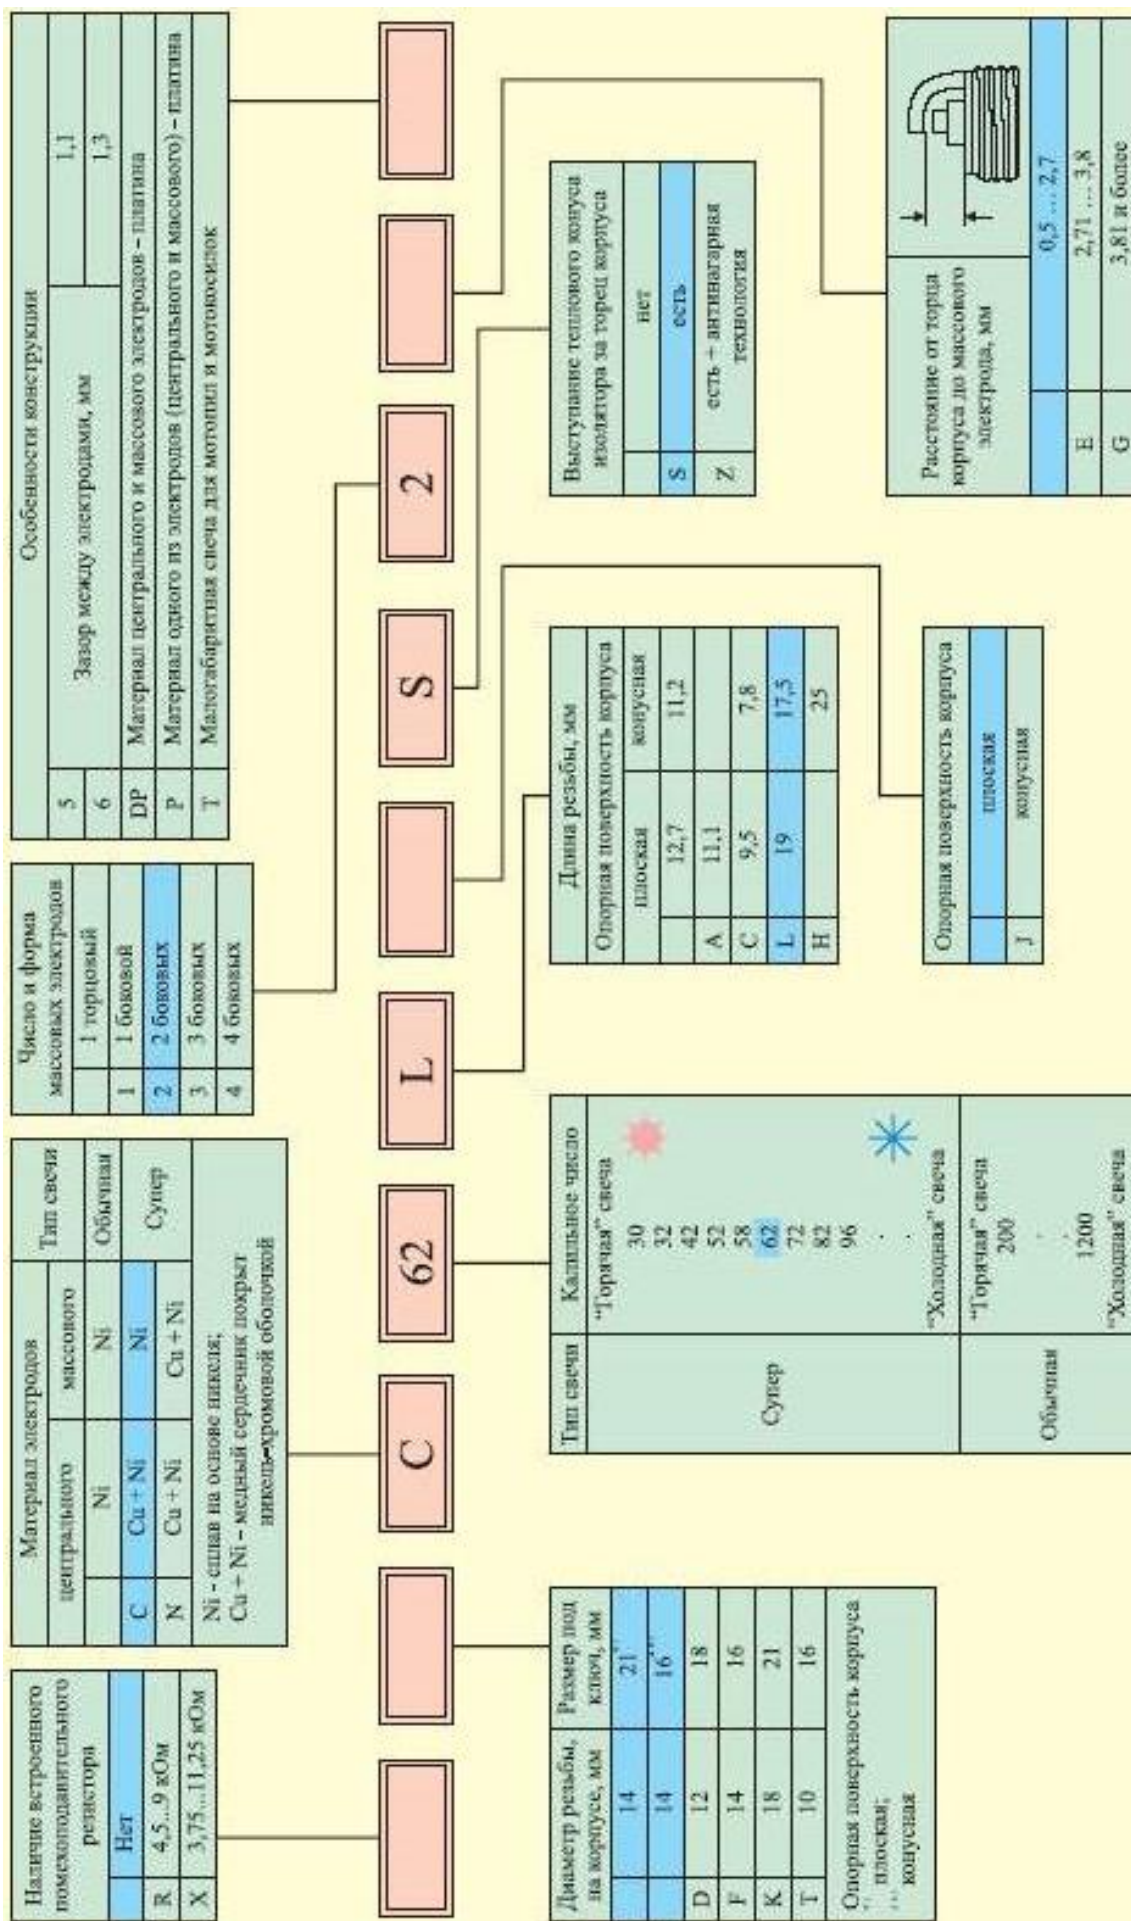 Наличие встроенного
помехоподавительного
резистора
Нет
R 4,5...9 кОм
X 3,75...11,25 кОм
Материал электродов Тип свечи
центрального массового
Ni Ni Обычная
C Cu + Ni Ni Супер
N Cu + Ni Cu + Ni
Ni - сплав на основе никеля;
Cu + Ni – медный сердечник покрыт
никель-хромовой оболочкой
Число и форма
массовых электродов
1 торцовый
1 1 боковой
2 2 боковых
3 3 боковых
4 4 боковых
Особенности конструкции
5 Зазор между электродами, мм 1,1
6 1,3
DP Материал центрального и массового электродов – платина
P Материал одного из электродов (центрального и массового) – платина
T Малогабаритная свеча для мотопил и мотокосилок
C 62 L S 2
Диаметр резьбы, Размер под
на корпусе, мм ключ, мм
14 21*)
14 16**)
D 12 18
F 14 16
K 18 21
T 10 16
Опорная поверхность корпуса
*) плоская;
**) конусная
Тип свечи Калильное число
Супер "Горячая" свеча
30
32
42
52
58
62
72
82
96
.
.
"Холодная" свеча
Обычная "Горячая" свеча
200
.
.
1200
"Холодная" свеча
Длина резьбы, мм
Опорная поверхность корпуса
плоская конусная
12,7 11,2
A 11,1
C 9,5 7,8
L 19 17,5
H 25
Опорная поверхность корпуса
плоская
J конусная
Выступание теплового конуса
изолятора за торец корпуса
нет
S есть
Z есть + антинагарная
технология
Расстояние от торца
корпуса до массового
электрода, мм
0,5 ... 2,7
E 2,71 ... 3,8
G 3,81 и более